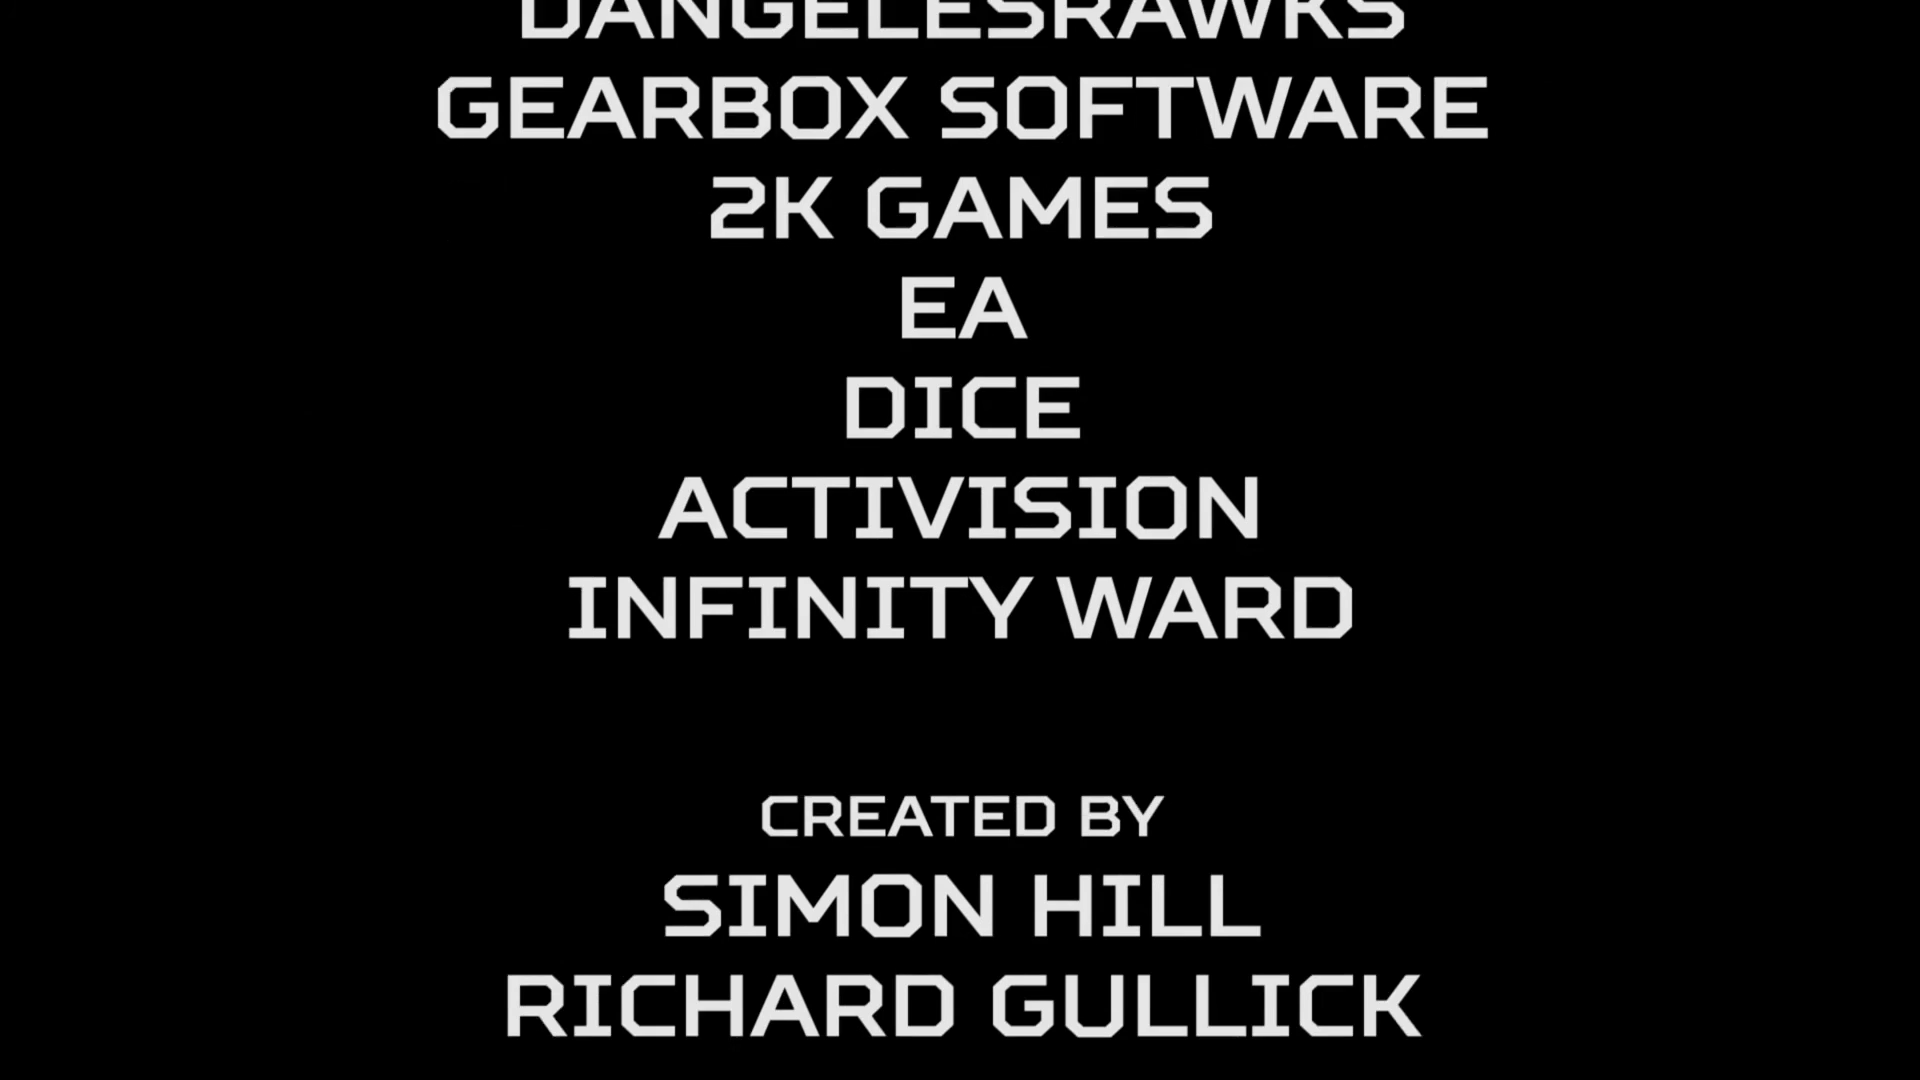 DANGELESRAWKS
GEARBOX SOFTWARE
2K GAMES
EA
DICE
ACTIVISION
INFINITY WARD
CREATED BY
SIMON HILL
RICHARD GULLICK